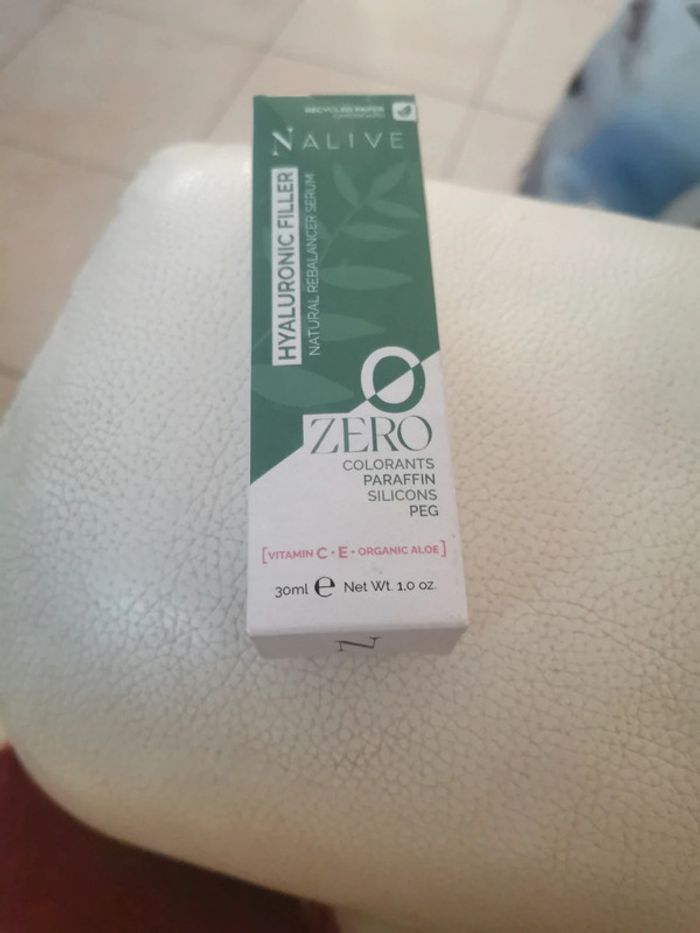 RECYCLED PAPER
CARDBOARD
NALIVE
HYALURONIC FILLER
NATURAL REBALANCER SERUM
0
ZERO
COLORANTS
PARAFFIN
SILICONS
PEG
[VITAMIN C • E • ORGANIC ALOE]
30ml e Net Wt. 1.0 oz.
N